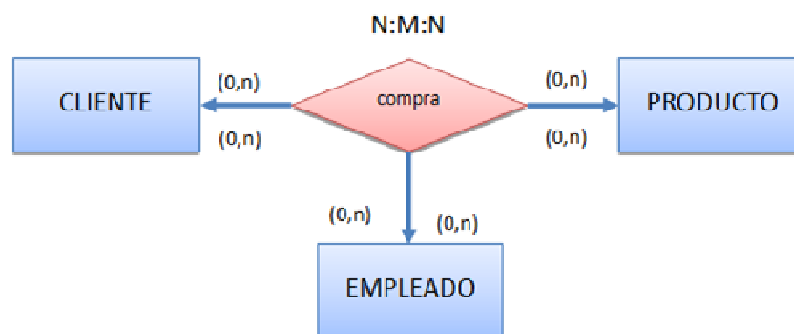 N:M:N
(0,n)
(0,n)
CLIENTE
compra
PRODUCTO
(0,n)
(0,n)
(0,n)
(0,n)
EMPLEADO